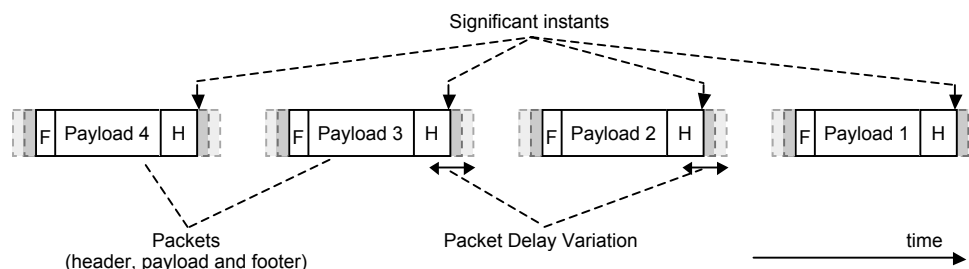 Significant instants
F Payload 4 H
F Payload 3 H
F Payload 2 H
F Payload 1 H
Packets
(header, payload and footer)
Packet Delay Variation
time